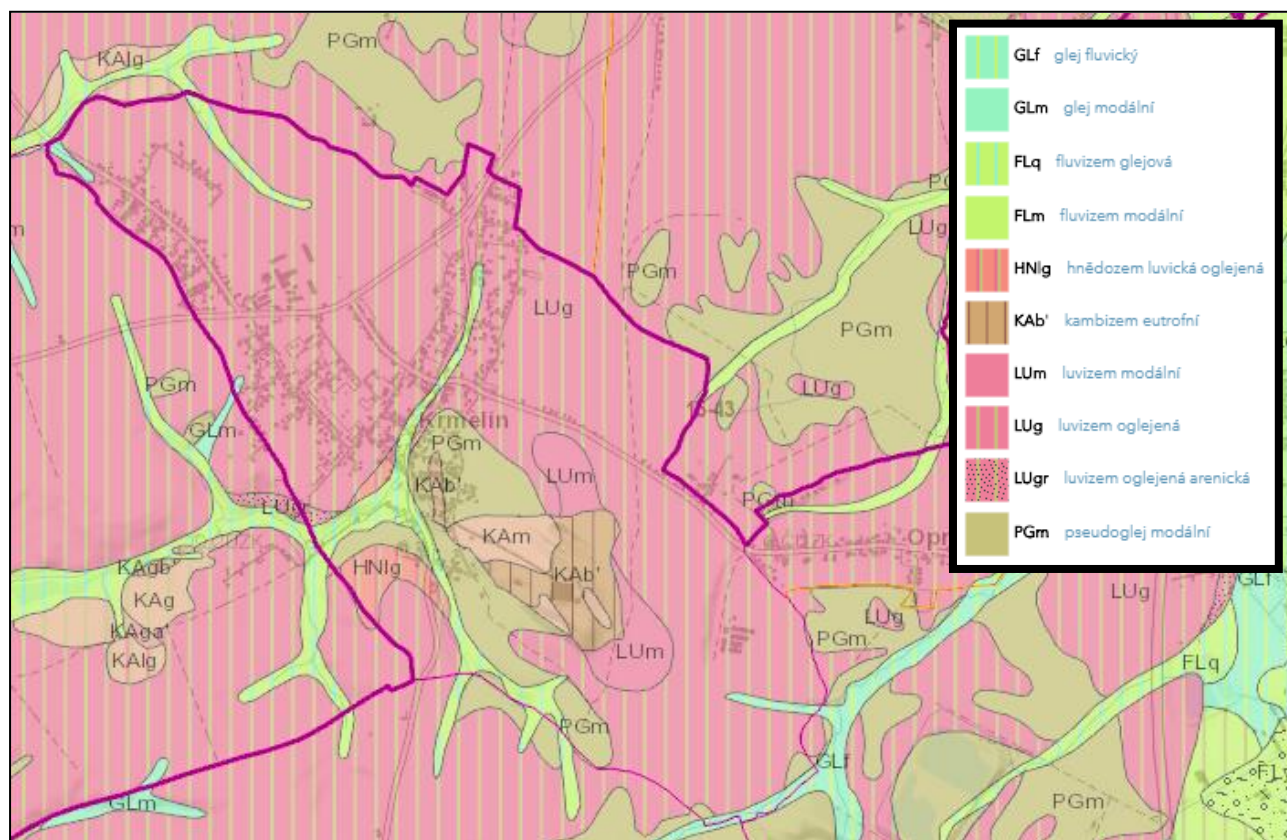 PGm
KAlg
PGm
LUg
PGm
LUg
PGm
LUg
16-43
PGm
GLm
Krmelín
PGm
LUm
KAb'
PGm
KAm
HNlg
KAb'
KAgb'
KAg
KAga'
KAlg
LUm
LUg
PGm
LUg
GLf
FLq
PGm
GLf
GLm
PGm
GLf glej fluvický
GLm glej modální
FLq fluvizem glejová
FLm fluvizem modální
HNlg hnědozem luvická oglejená
KAb' kambizem eutrofní
LUm luvizem modální
LUg luvizem oglejená
LUgr luvizem oglejená arenická
PGm pseudoglej modální